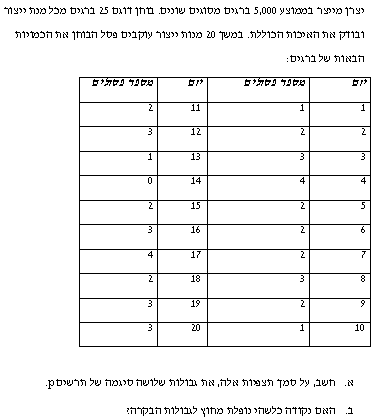 יצרן מייצר בממוצע 5,000 ברגים מסוגים שונים. בוחן דוגם 25 ברגים מכל מנת ייצור
ובודק את האיכות הכוללת. במשך 20 מנות ייצור עוקבים פסל הבוחן את הכמויות
הבאות של ברגים:
יום מספר פסולים יום מספר פסולים
1 1 11 2
2 2 12 3
3 3 13 1
4 4 14 0
5 2 15 2
6 2 16 3
7 2 17 4
8 3 18 2
9 2 19 3
10 1 20 3
א. חשב, על סמך תצפיות אלה, את גבולות שלושה סיגמה של תרשים p.
ב. האם נקודה כלשהי נופלת מחוץ לגבולות הבקרה?